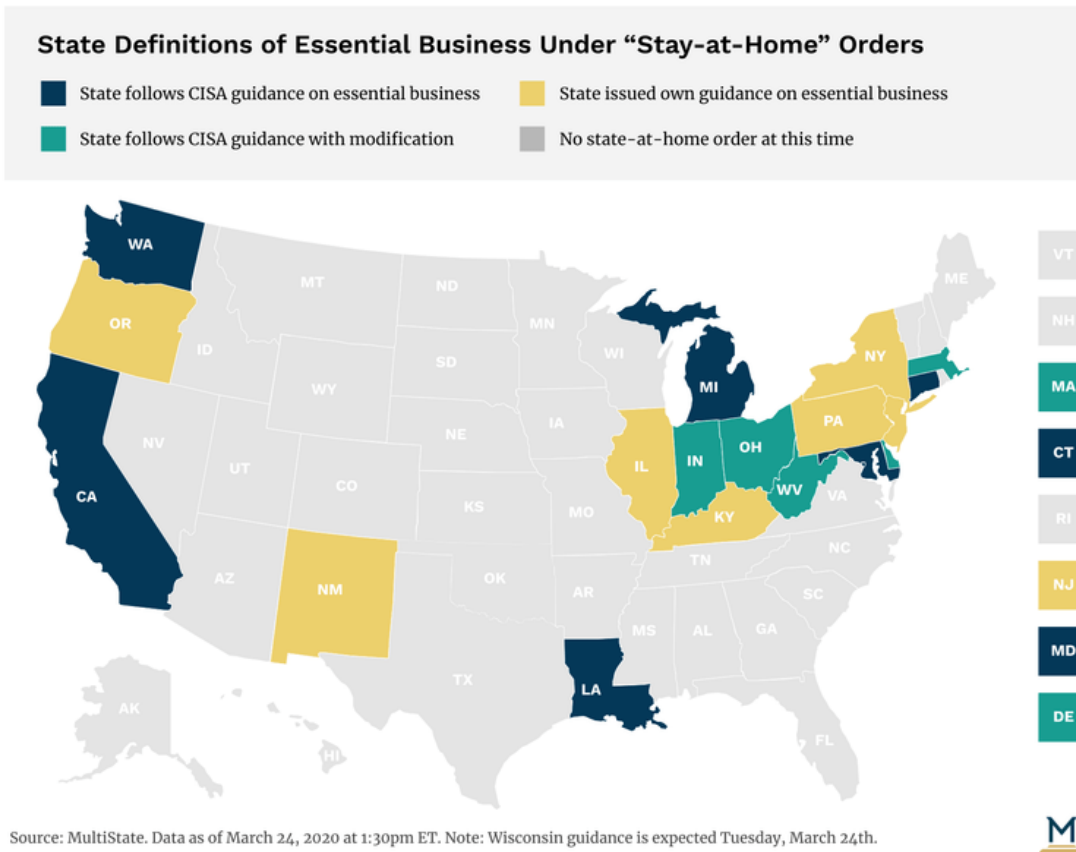 State Definitions of Essential Business Under “Stay-at-Home” Orders
State follows CISA guidance on essential business
State issued own guidance on essential business
State follows CISA guidance with modification
No state-at-home order at this time
WA
MT
ND
MN
ME
VT
OR
ID
SD
WI
NY
NH
WY
MI
MA
NV
NE
IA
PA
CT
UT
CO
IL
IN
OH
CA
KS
MO
WV
VA
RI
KY
AZ
NM
OK
TN
NC
NJ
AR
SC
MS
AL
GA
MD
TX
LA
AK
FL
DE
HI
M
Source: MultiState. Data as of March 24, 2020 at 1:30pm ET. Note: Wisconsin guidance is expected Tuesday, March 24th.